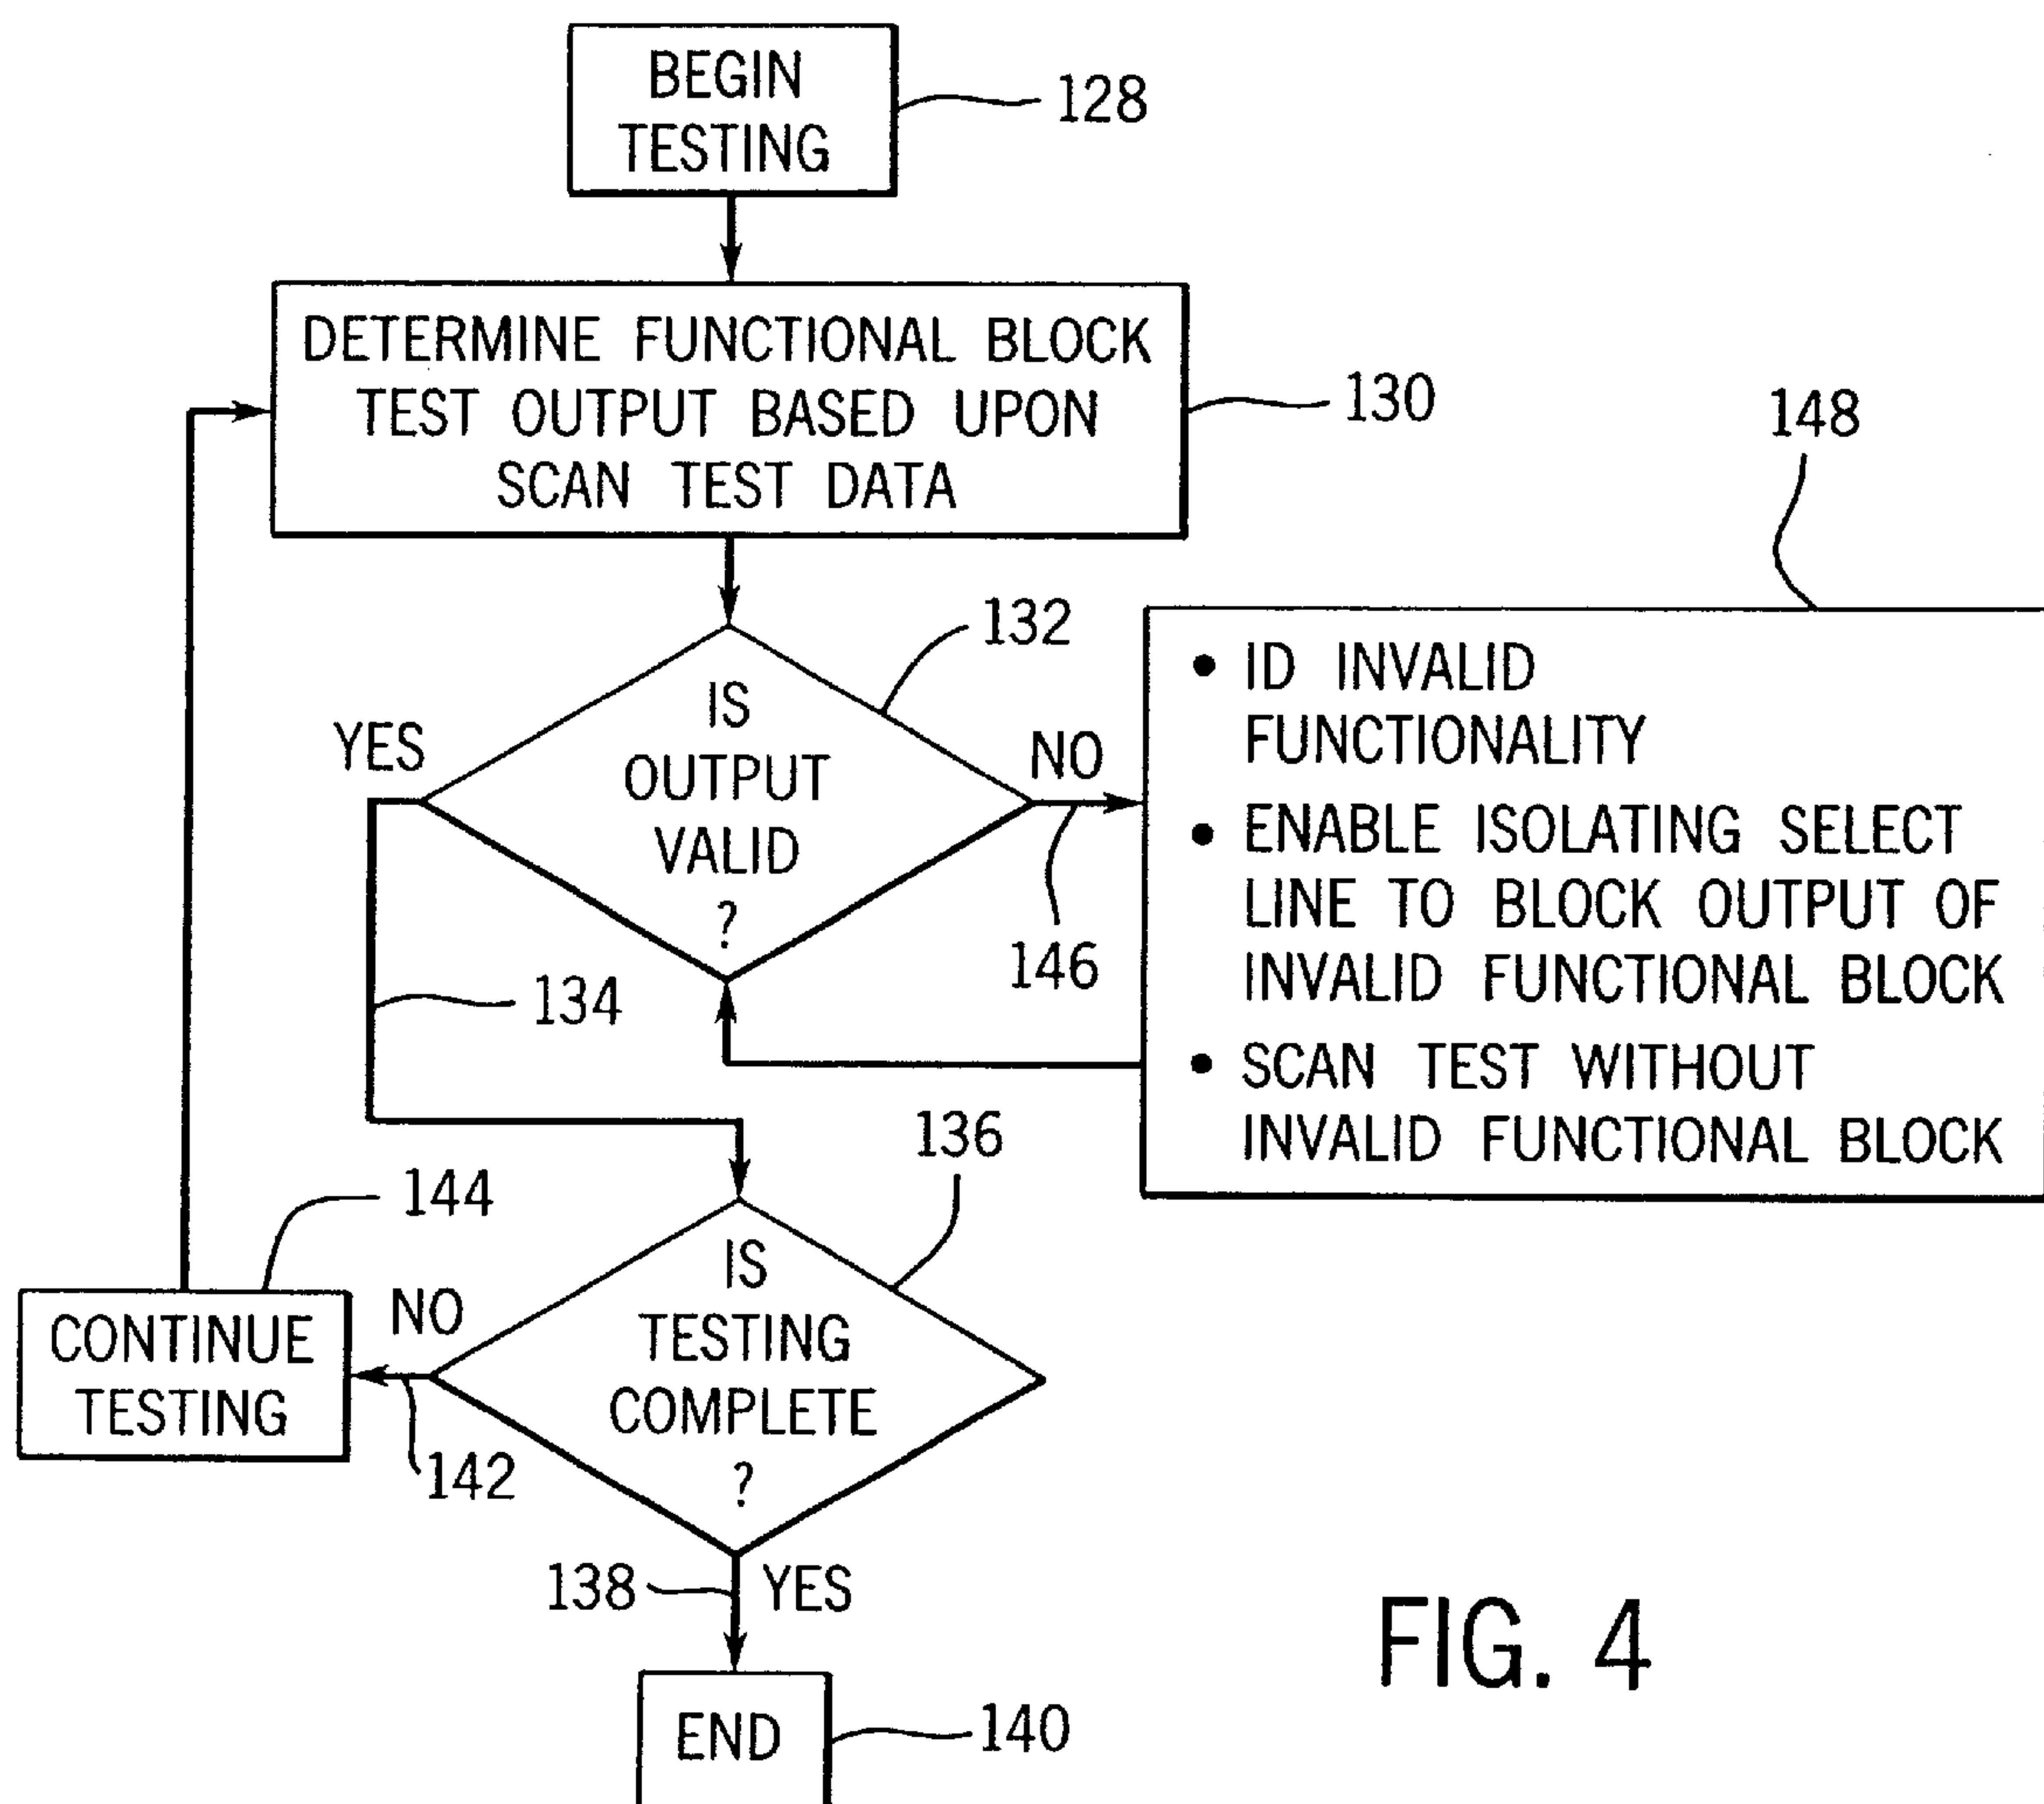 BEGIN
TESTING
128
DETERMINE FUNCTIONAL BLOCK
TEST OUTPUT BASED UPON
SCAN TEST DATA
130
148
132
IS
OUTPUT
VALID
?
YES
NO
146
134
• ID INVALID
FUNCTIONALITY
• ENABLE ISOLATING SELECT
LINE TO BLOCK OUTPUT OF
INVALID FUNCTIONAL BLOCK
• SCAN TEST WITHOUT
INVALID FUNCTIONAL BLOCK
136
144
IS
TESTING
COMPLETE
?
NO
CONTINUE
TESTING
142
138
YES
END
140
FIG. 4